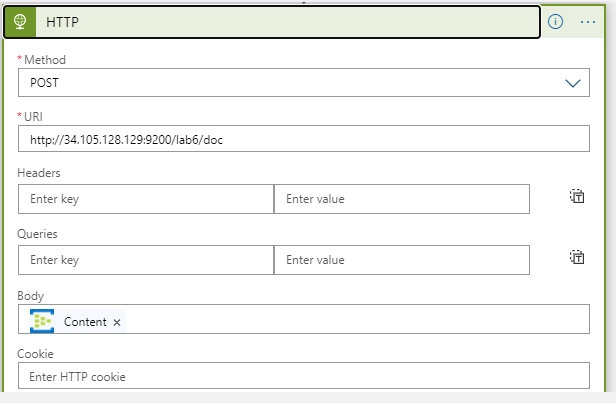 HTTP
* Method
POST
* URI
http://34.105.128.129:9200/lab6/doc
Headers
Enter key Enter value
Queries
Enter key Enter value
Body
Content ×
Cookie
Enter HTTP cookie